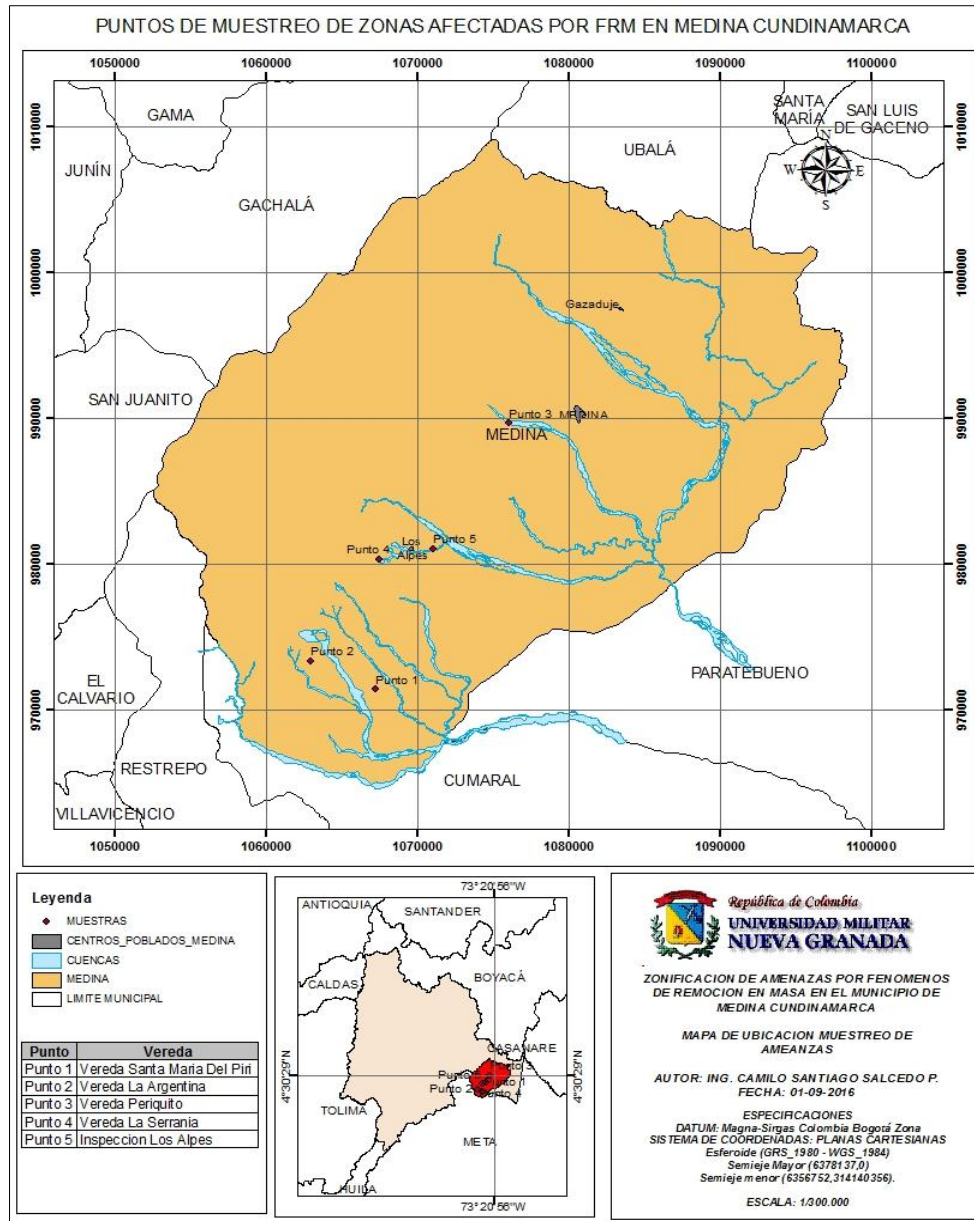 PUNTOS DE MUESTREO DE ZONAS AFECTADAS POR FRM EN MEDINA CUNDINAMARCA
1050000 1060000 1070000 1080000 1090000 1100000
1010000 1010000
GAMA
SANTA
MARÍA
SAN LUIS
DE GACENO
N
W E
S
JUNÍN
UBALÁ
GACHALÁ
1000000 1000000
Gazaduje
SAN JUANITO
990000 990000
Punto 3
MEDINA
MEDINA
Punto 4
Los
Alpes
Punto 5
980000 980000
Punto 2
EL
CALVARIO
Punto 1
PARATEBUENO
970000 970000
RESTREPO
CUMARAL
VILLAVICENCIO
1050000 1060000 1070000 1080000 1090000 1100000
Leyenda
MUESTRAS
CENTROS_POBLADOS_MEDINA
CUENCAS
MEDINA
LIMITE MUNICIPAL
Punto Vereda
Punto 1 Vereda Santa Maria Del Piri
Punto 2 Vereda La Argentina
Punto 3 Vereda Periquito
Punto 4 Vereda La Serrania
Punto 5 Inspeccion Los Alpes
73°20'56"W
ANTIOQUIA
SANTANDER
BOYACÁ
CALDAS
CASANARE
4°30'29"N 4°30'29"N
Punto 3
Punto 1
Punto 2
Punto 4
TOLIMA
META
HUILA
73°20'56"W
República de Colombia
UNIVERSIDAD MILITAR
NUEVA GRANADA
ZONIFICACION DE AMENAZAS POR FENOMENOS
DE REMOCION EN MASA EN EL MUNICIPIO DE
MEDINA CUNDINAMARCA
MAPA DE UBICACION MUESTREO DE
AMEANZAS
AUTOR: ING. CAMILO SANTIAGO SALCEDO P.
FECHA: 01-09-2016
ESPECIFICACIONES
DATUM: Magna-Sirgas Colombia Bogotá Zona
SISTEMA DE COORDENADAS: PLANAS CARTESIANAS
Esferoide (GRS_1980 - WGS_1984)
Semieje Mayor (6378137,0)
Semieje menor (6356752,314140356).
ESCALA: 1/300.000